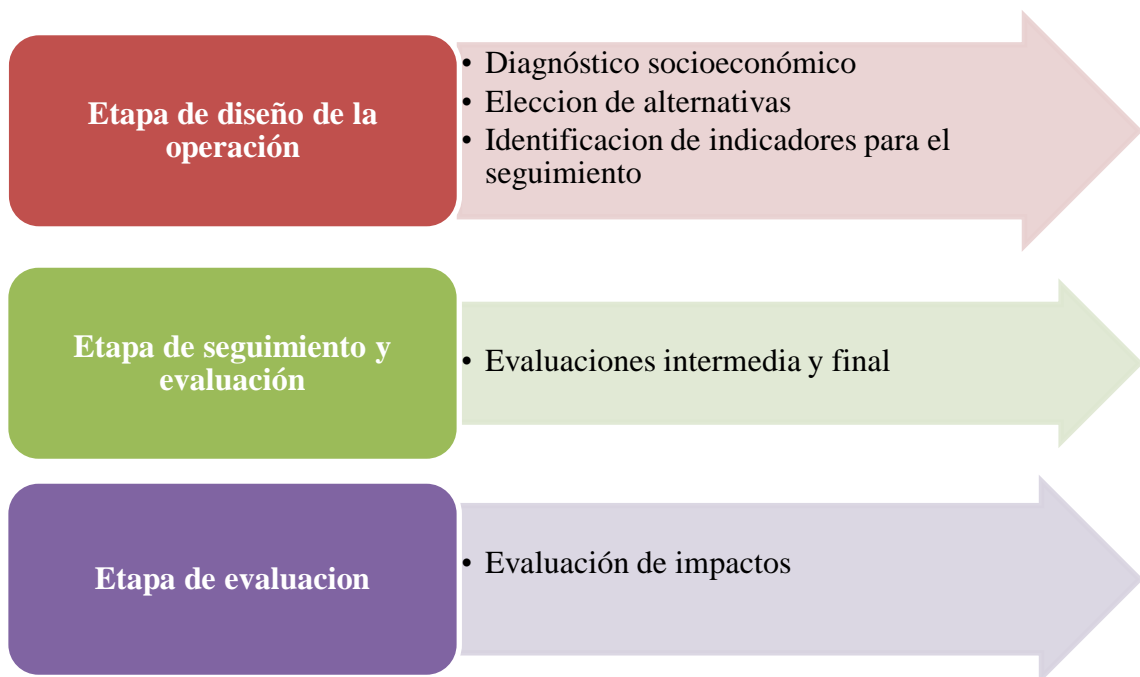 Etapa de diseño de la
operación
• Diagnóstico socioeconómico
• Eleccion de alternativas
• Identificacion de indicadores para el
seguimiento
Etapa de seguimiento y
evaluación
• Evaluaciones intermedia y final
Etapa de evaluacion
• Evaluación de impactos